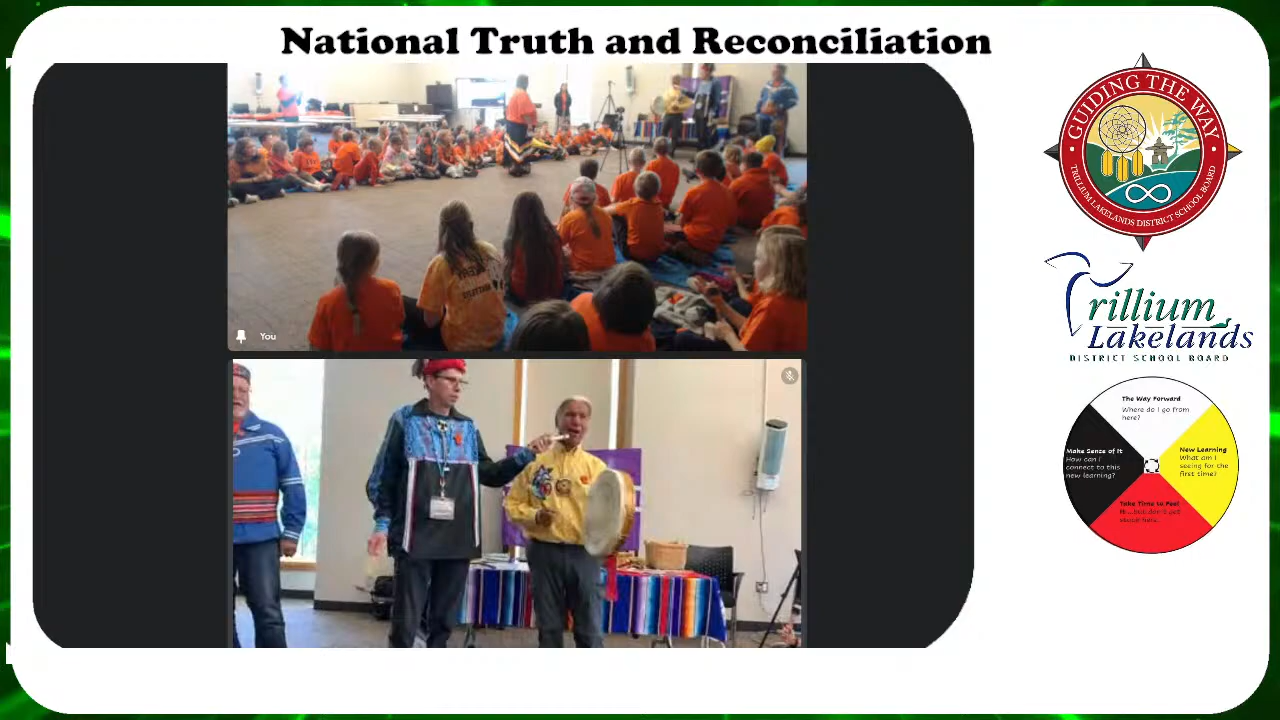 National Truth and Reconciliation
You
GUIDING THE WAY
TRILLIUM LAKELANDS DISTRICT SCHOOL BOARD
Trillium
Lakelands
DISTRICT SCHOOL BOARD
The Way Forward
Where do I go from
here?
Make Sense of It
How can I
connect to this
new learning?
New Learning
What am I
seeing for the
first time?
Take Time to Feel